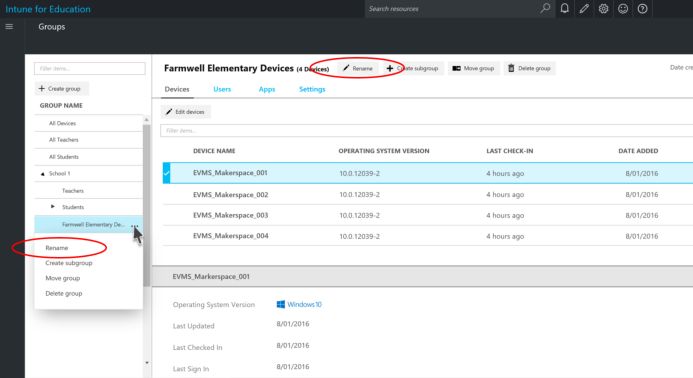 Intune for Education
Search resources
Groups
Filter items...
+ Create group
GROUP NAME
All Devices
All Teachers
All Students
School 1
Teachers
Students
Farmwell Elementary De... ...
Rename
Create subgroup
Move group
Delete group
Farmwell Elementary Devices (4 Devices) Rename + Create subgroup Move group Delete group Date cre
Devices Users Apps Settings
Edit devices
Filter items...
DEVICE NAME OPERATING SYSTEM VERSION LAST CHECK-IN DATE ADDED
EVMS_Makerspace_001 10.0.12039-2 4 hours ago 8/01/2016
EVMS_Makerspace_002 10.0.12039-2 4 hours ago 8/01/2016
EVMS_Makerspace_003 10.0.12039-2 4 hours ago 8/01/2016
EVMS_Makerspace_004 10.0.12039-2 4 hours ago 8/01/2016
EVMS_Markerspace_001
Operating System Version Windows10
Last Updated 8/01/2016
Last Checked In 8/01/2016
Last Sign In 8/01/2016